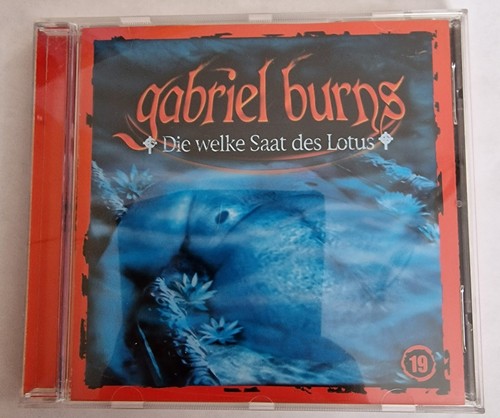 gabriel burns
Die welke Saat des Lotus
19